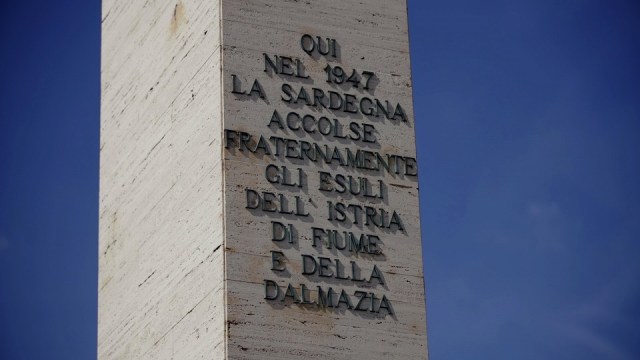 QUI
NEL 1947
LA SARDEGNA
ACCOLSE
FRATERNAMENTE
GLI ESULI
DELL' ISTRIA
DI FIUME
E DELLA
DALMAZIA